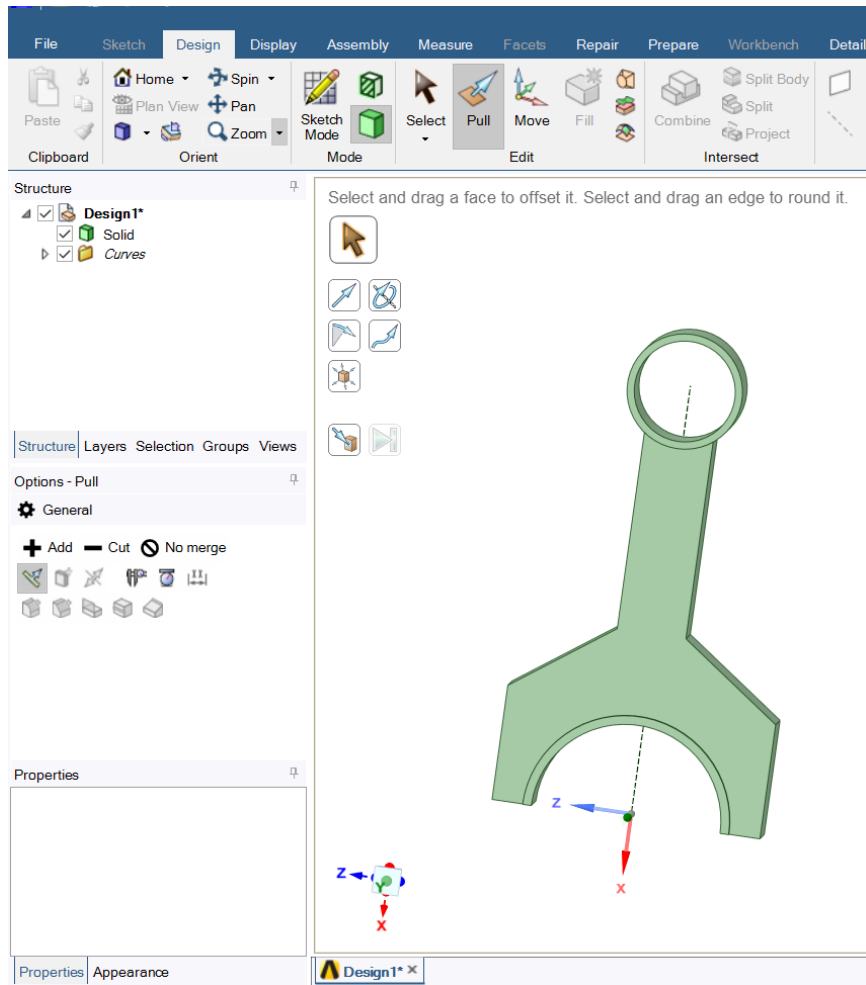 File Sketch Design Display Assembly Measure Facets Repair Prepare Workbench Detail
Paste
Home
Plan View
Spin
Pan
Zoom
Sketch Mode
Select
Pull
Move
Fill
Combine
Split Body
Split
Project
Clipboard Orient Mode Edit Intersect
Structure
Design1*
Solid
Curves
Structure Layers Selection Groups Views
Options - Pull
General
Add Cut No merge
Properties
Properties Appearance
Select and drag a face to offset it. Select and drag an edge to round it.
Z
X
Z
Y
X
Design1*